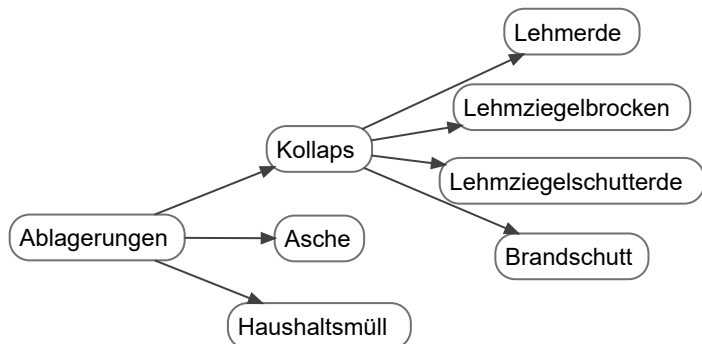 Lehmerde
Lehmziegelbrocken
Kollaps
Lehmziegelschutterde
Ablagerungen
Asche
Brandschutt
Haushaltsmüll